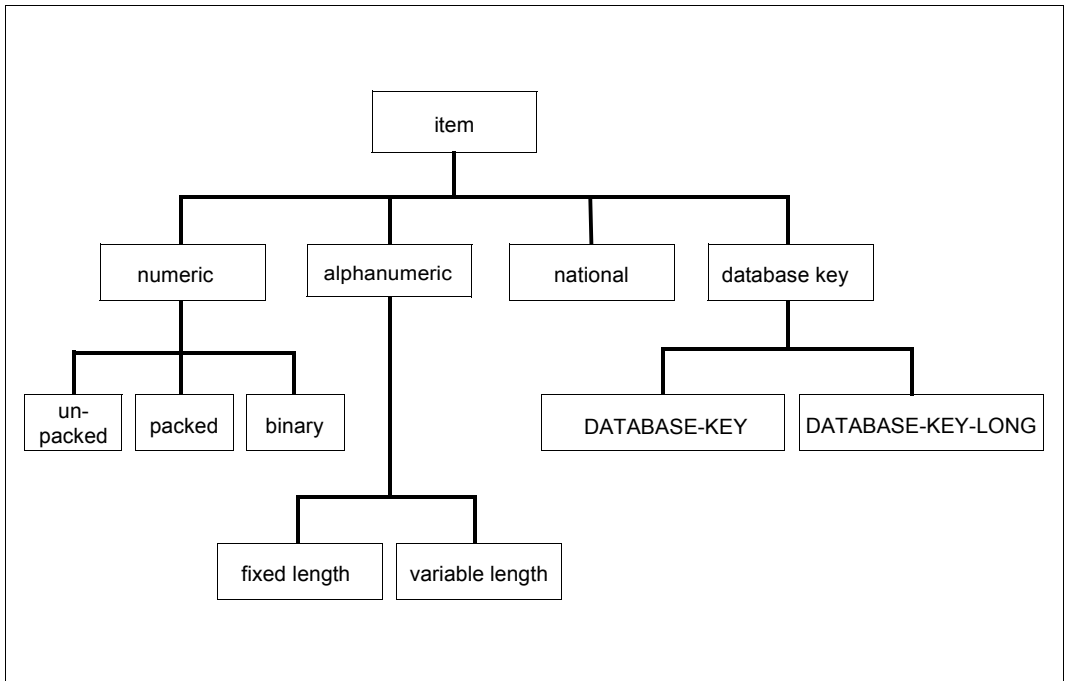 item
numeric
alphanumeric
national
database key
un-
packed
packed
binary
DATABASE-KEY
DATABASE-KEY-LONG
fixed length
variable length